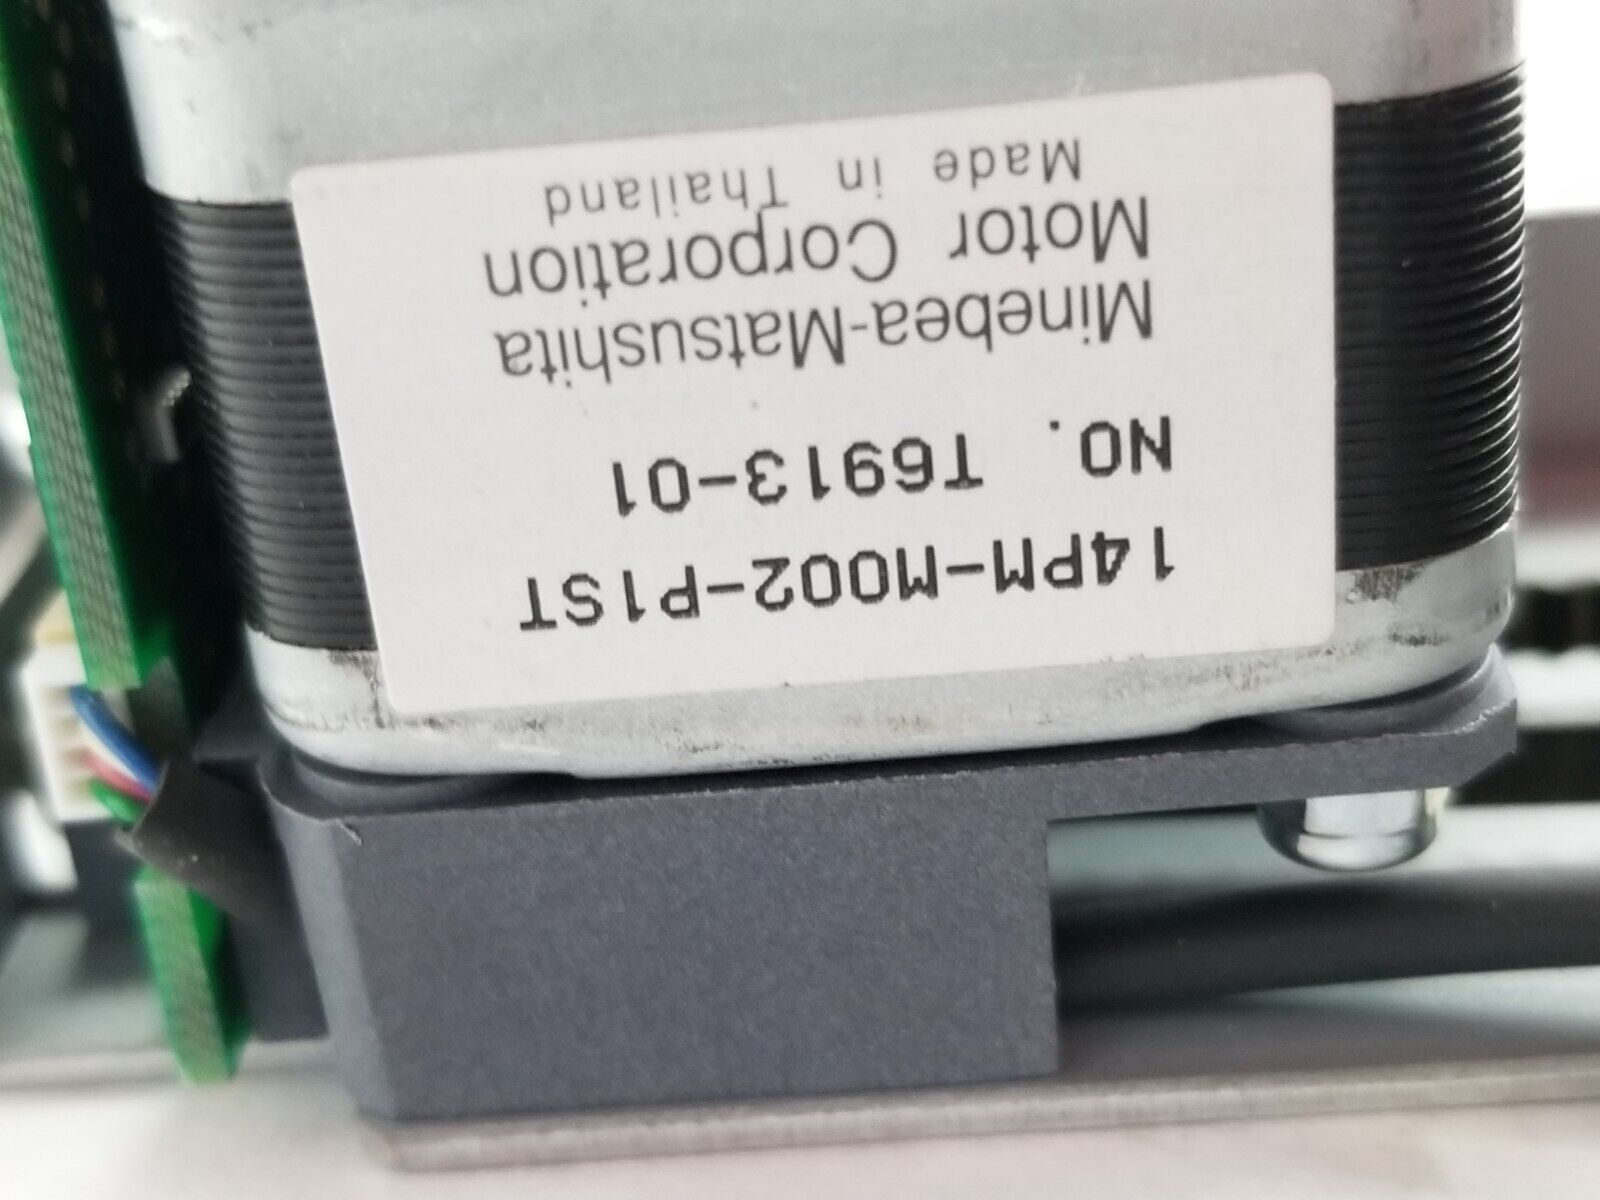 14PM-M002-P1ST
NO. T6913-01
Minebea-Matsushita
Motor Corporation
Made in Thailand